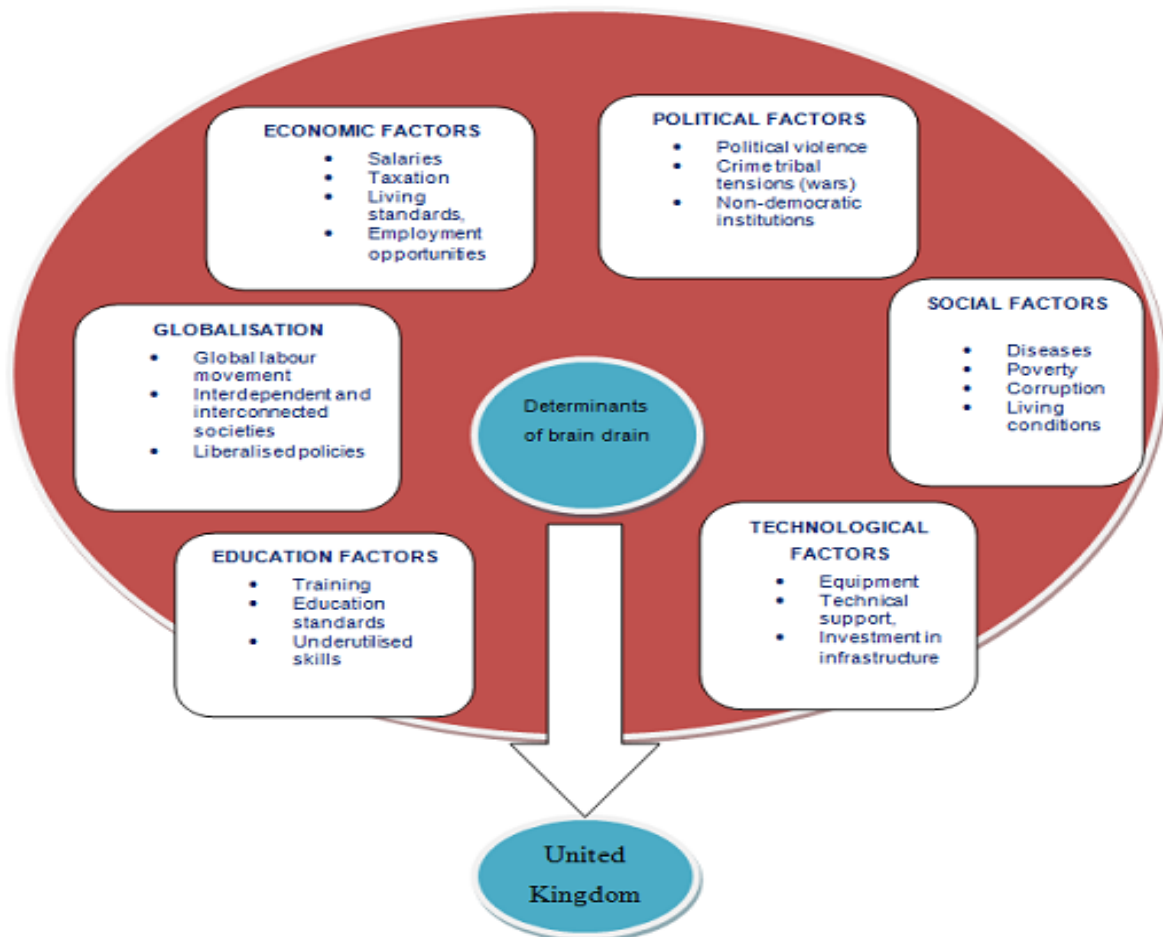 ECONOMIC FACTORS
• Salaries
• Taxation
• Living
standards,
• Employment
opportunities
POLITICAL FACTORS
• Political violence
• Crime tribal
tensions (wars)
• Non-democratic
institutions
GLOBALISATION
• Global labour
movement
• Interdependent and
interconnected
societies
• Liberalised policies
SOCIAL FACTORS
• Diseases
• Poverty
• Corruption
• Living
conditions
Determinants
of brain drain
EDUCATION FACTORS
• Training
• Education
standards
• Underutilised
skills
TECHNOLOGICAL
FACTORS
• Equipment
• Technical
support,
• Investment in
infrastructure
United
Kingdom